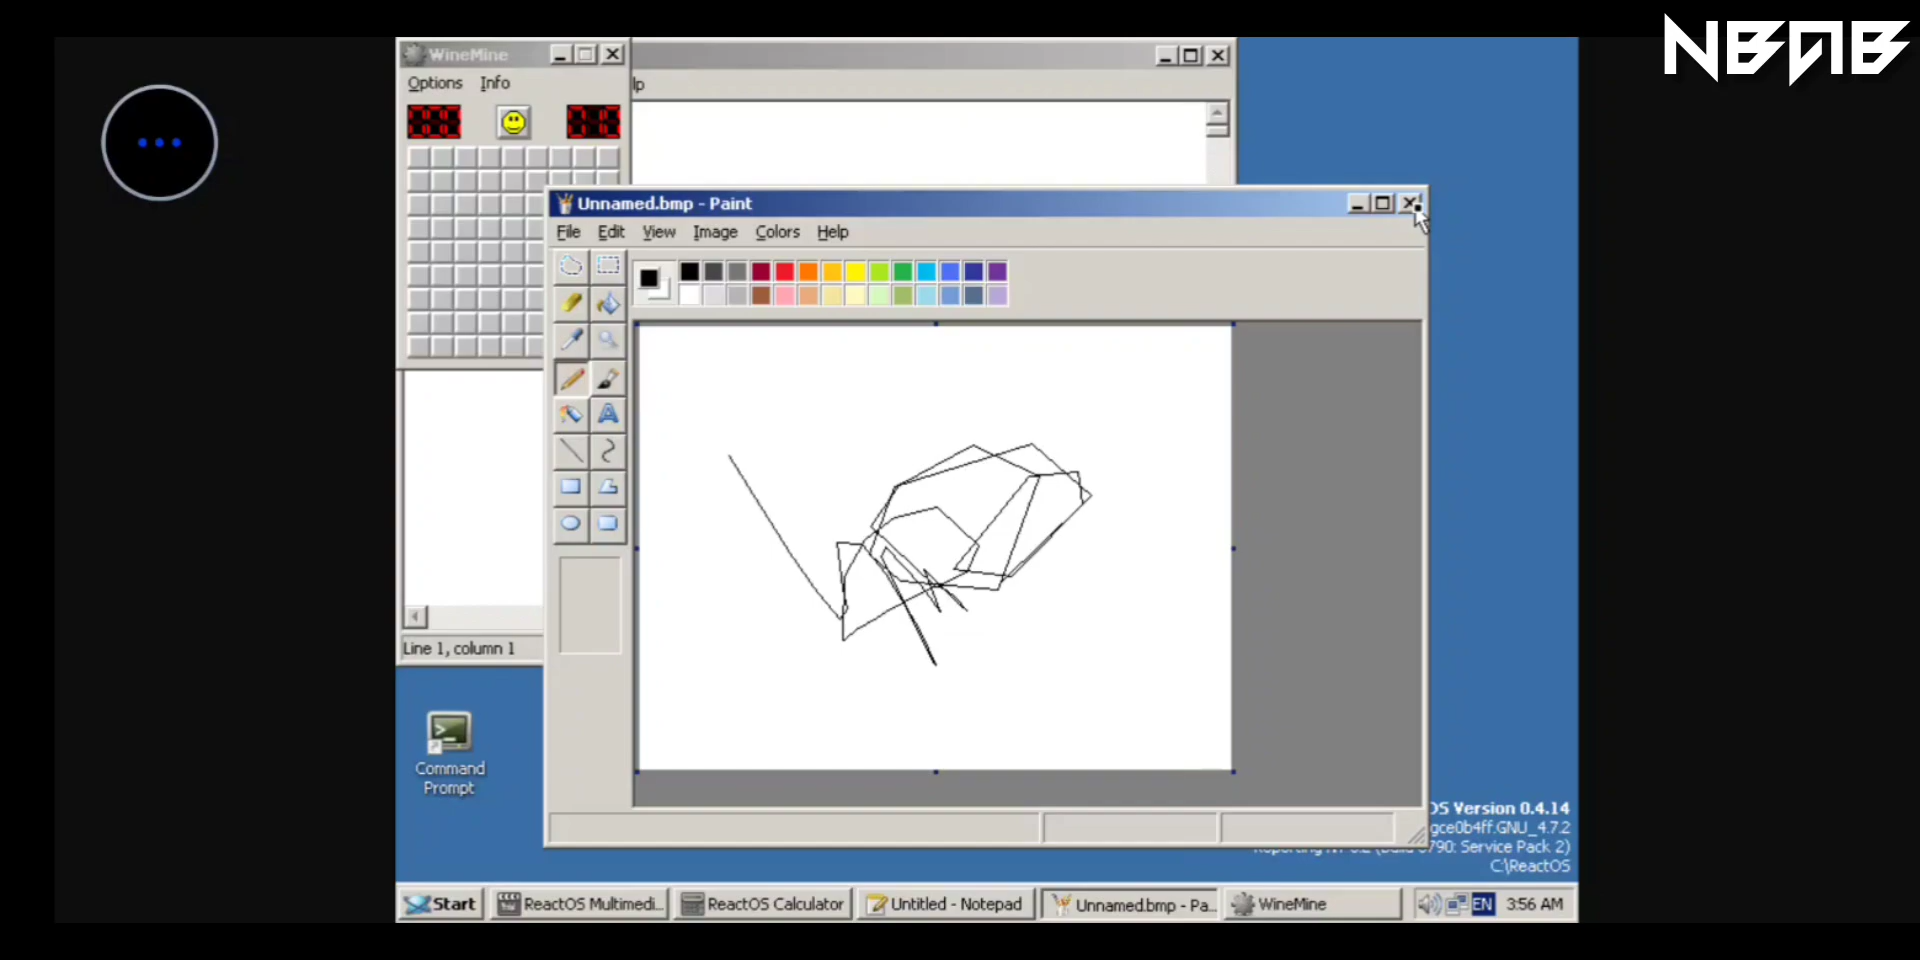 NBAB
WineMine
Options Info
lp
Unnamed.bmp - Paint
File Edit View Image Colors Help
Line 1, column 1
Command
Prompt
OS Version 0.4.14
gce0b4ff.GNU_4.7.2
790: Service Pack 2)
C:\ReactOS
Start
ReactOS Multimedi...
ReactOS Calculator
Untitled - Notepad
Unnamed.bmp - Pa...
WineMine
EN
3:56 AM